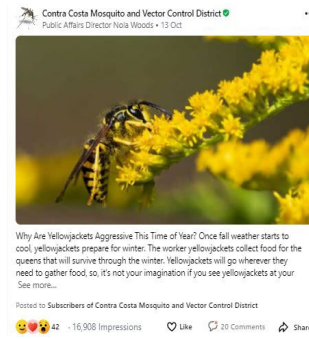 Contra Costa Mosquito and Vector Control District
Public Affairs Director Nola Woods • 13 Oct
Why Are Yellowjackets Aggressive This Time of Year? Once fall weather starts to
cool, yellowjackets prepare for winter. The worker yellowjackets collect food for the
queens that will survive through the winter. Yellowjackets will go wherever they
need to gather food, so, it's not your imagination if you see yellowjackets at your
See more...
Posted to Subscribers of Contra Costa Mosquito and Vector Control District
42 · 16,908 Impressions Like 20 Comments Share